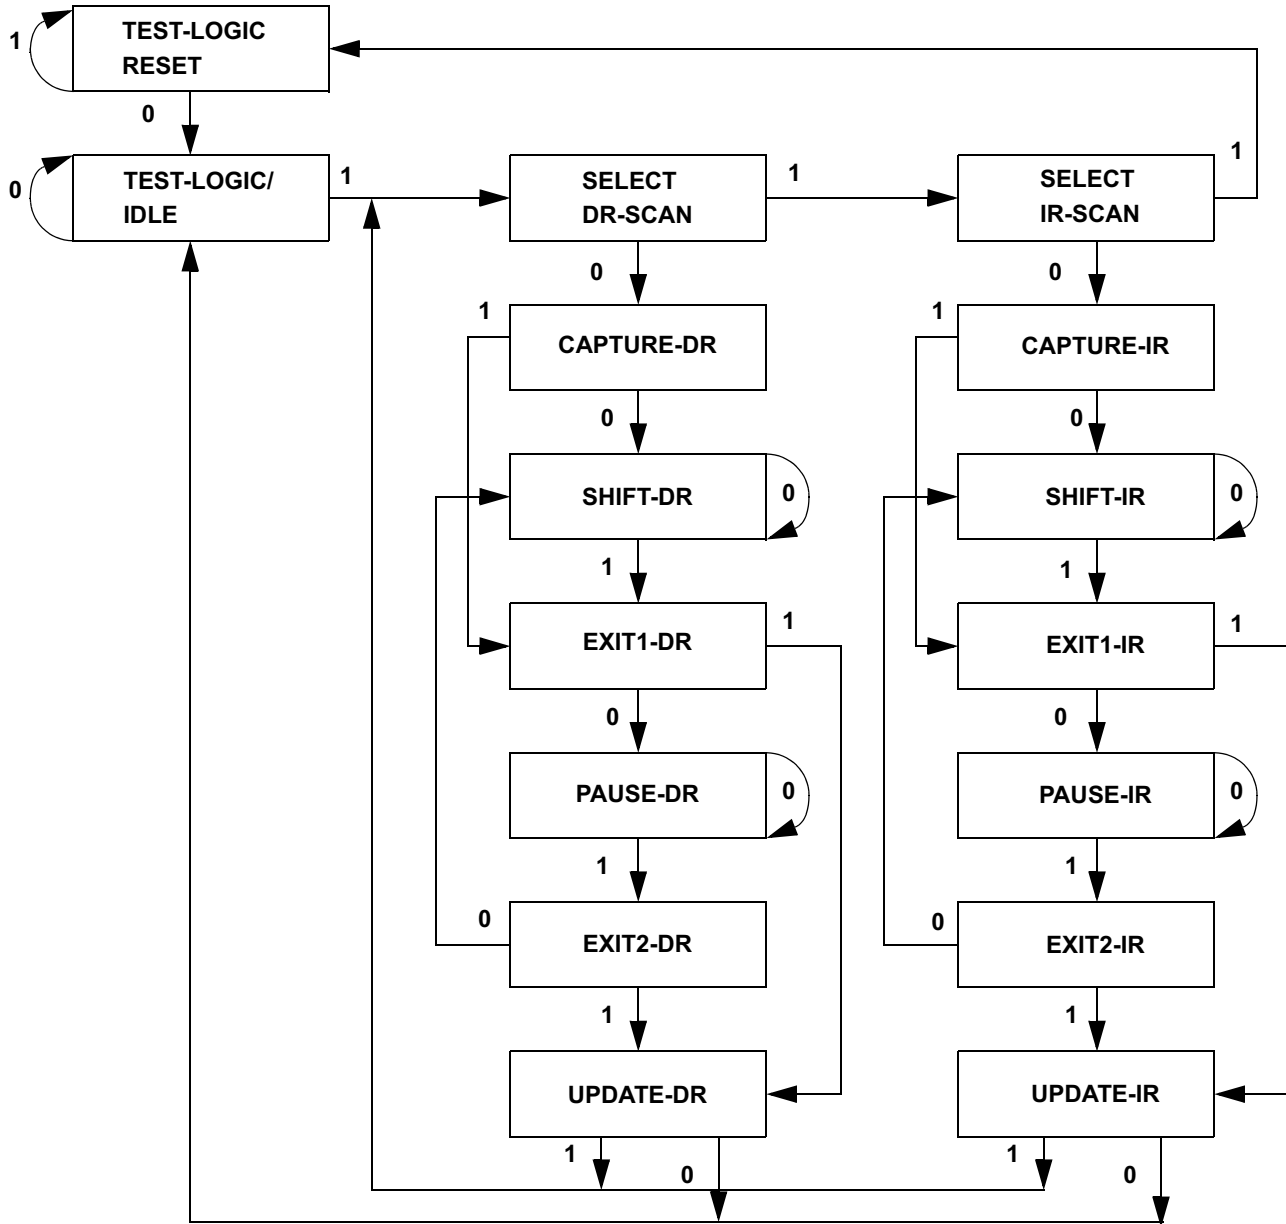 TEST-LOGIC
RESET
1
0
TEST-LOGIC/
IDLE
0
1
SELECT
DR-SCAN
1
SELECT
IR-SCAN
1
0
0
1
CAPTURE-DR
1
CAPTURE-IR
0
0
SHIFT-DR
0
SHIFT-IR
0
1
1
EXIT1-DR
1
EXIT1-IR
1
0
0
PAUSE-DR
0
PAUSE-IR
0
1
1
0
EXIT2-DR
0
EXIT2-IR
1
1
UPDATE-DR
UPDATE-IR
1
0
1
0